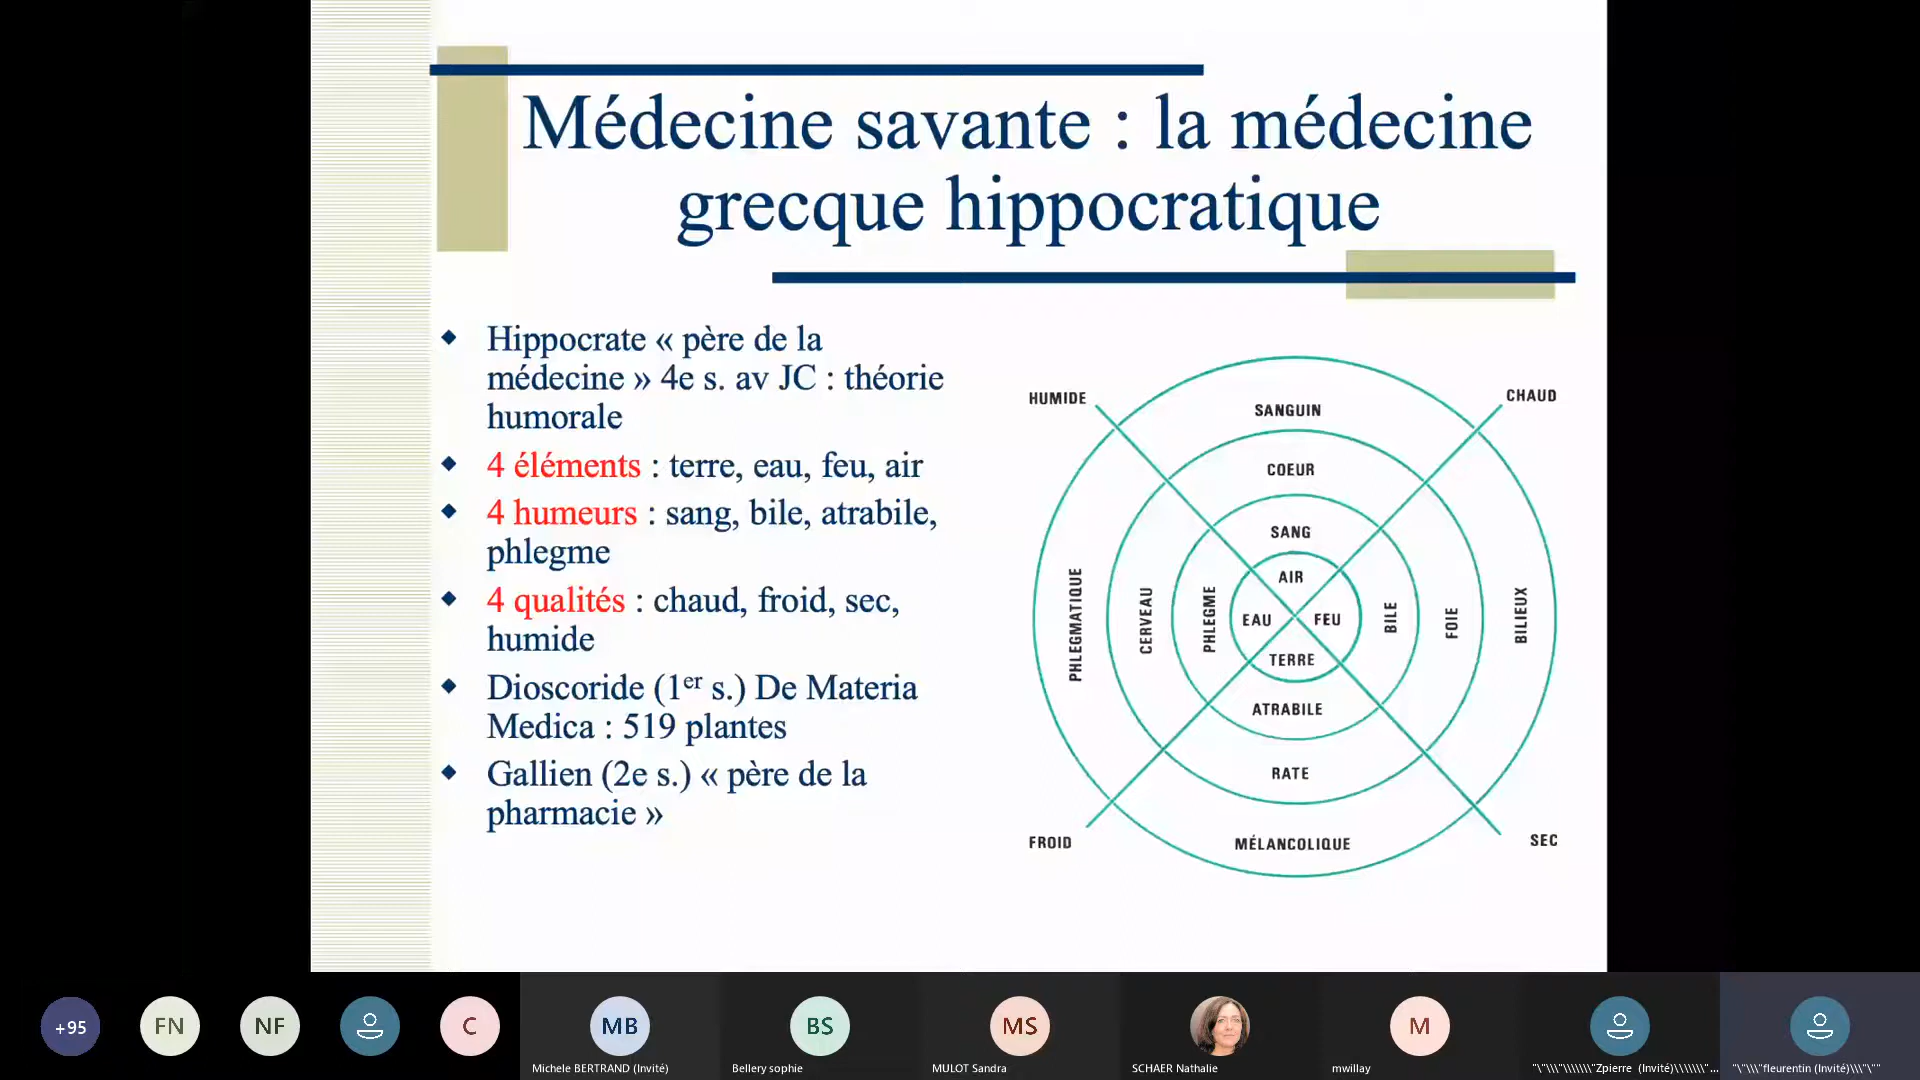 Médecine savante : la médecine
grecque hippocratique
Hippocrate « père de la
médecine » 4e s. av JC : théorie
humorale
4 éléments : terre, eau, feu, air
4 humeurs : sang, bile, atrabile,
phlegme
4 qualités : chaud, froid, sec,
humide
Dioscoride (1er s.) De Materia
Medica : 519 plantes
Gallien (2e s.) « père de la
pharmacie »
HUMIDE
CHAUD
SANGUIN
COEUR
SANG
AIR
PHLEGMATIQUE
CERVEAU
PHLEGME
EAU
FEU
BILE
FOIE
BILIEUX
TERRE
ATRABILE
RATE
MÉLANCOLIQUE
FROID
SEC
+95
FN
NF
C
MB
BS
MS
M
Michele BERTRAND (Invité)
Bellery sophie
MULOT Sandra
SCHAER Nathalie
mwillay
"\"\\\"\\\\\\\"Zpierre (Invité)\\\\\\\"...
"\"\\\"fleurentin (Invité)\\\"\""